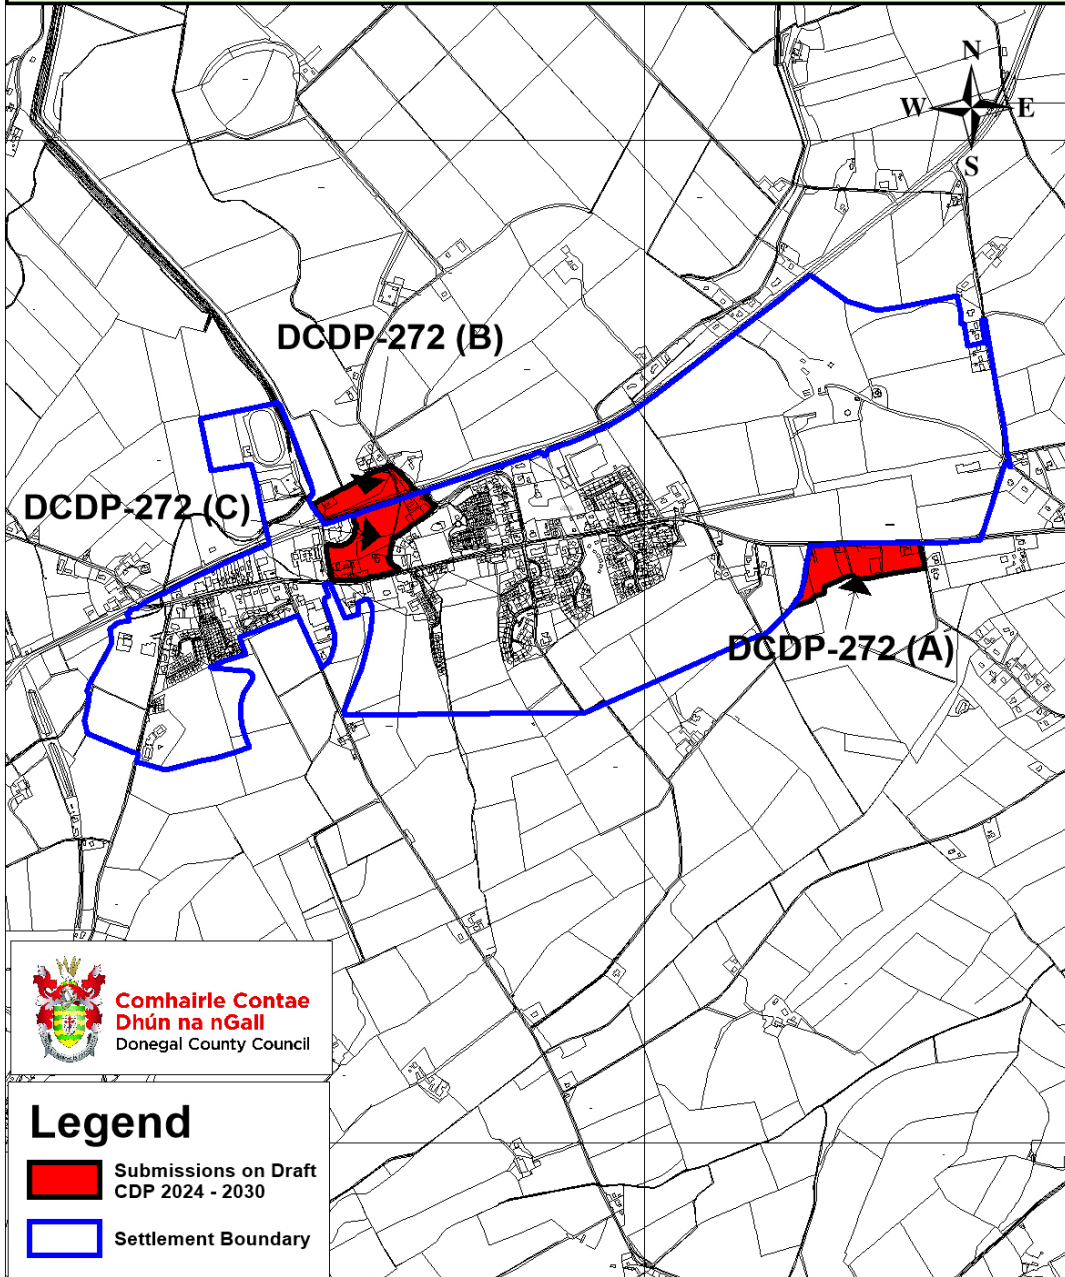 N
W E
S
DCDP-272 (B)
DCDP-272 (C)
DCDP-272 (A)
Comhairle Contae
Dhún na nGall
Donegal County Council
Legend
Submissions on Draft
CDP 2024 - 2030
Settlement Boundary